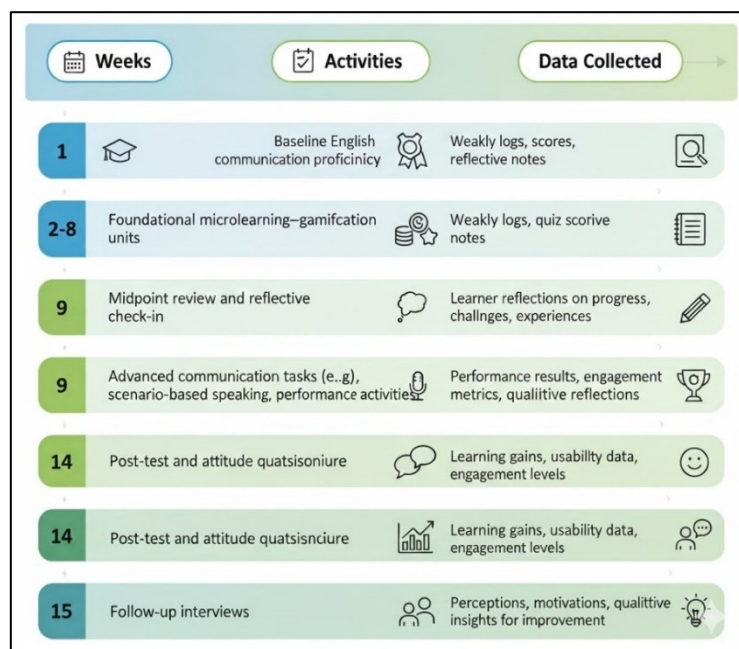 Weeks
Activities
Data Collected
1
Baseline English
communication proficinicy
Weakly logs, scores,
reflective notes
2-8
Foundational microlearning–gamifcation
units
Weakly logs, quiz scorive
notes
9
Midpoint review and reflective
check-in
Learner reflections on progress,
challnges, experiences
9
Advanced communication tasks (e..g),
scenario-based speaking, performance activities
Performance results, engagement
metrics, qualiitive reflections
14
Post-test and attitude quatsisoniure
Learning gains, usability data,
engagement levels
14
Post-test and attitude quatsisnciure
Learning gains, usability data,
engagement levels
15
Follow-up interviews
Perceptions, motivations, qualittive
insights for improvement